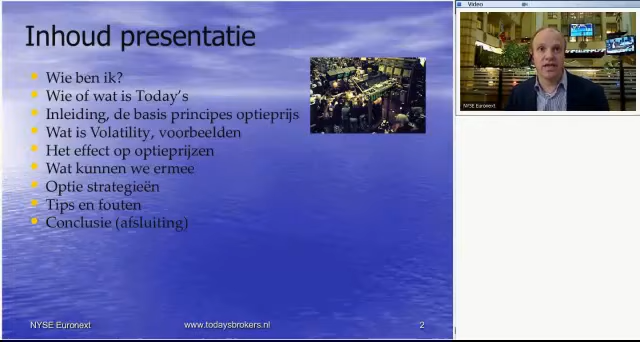 Inhoud presentatie
Wie ben ik?
Wie of wat is Today's
Inleiding, de basis principes optieprijs
Wat is Volatility, voorbeelden
Het effect op optieprijzen
Wat kunnen we ermee
Optie strategieën
Tips en fouten
Conclusie (afsluiting)
NYSE Euronext
www.todaysbrokers.nl
2
Video
NYSE Euronext